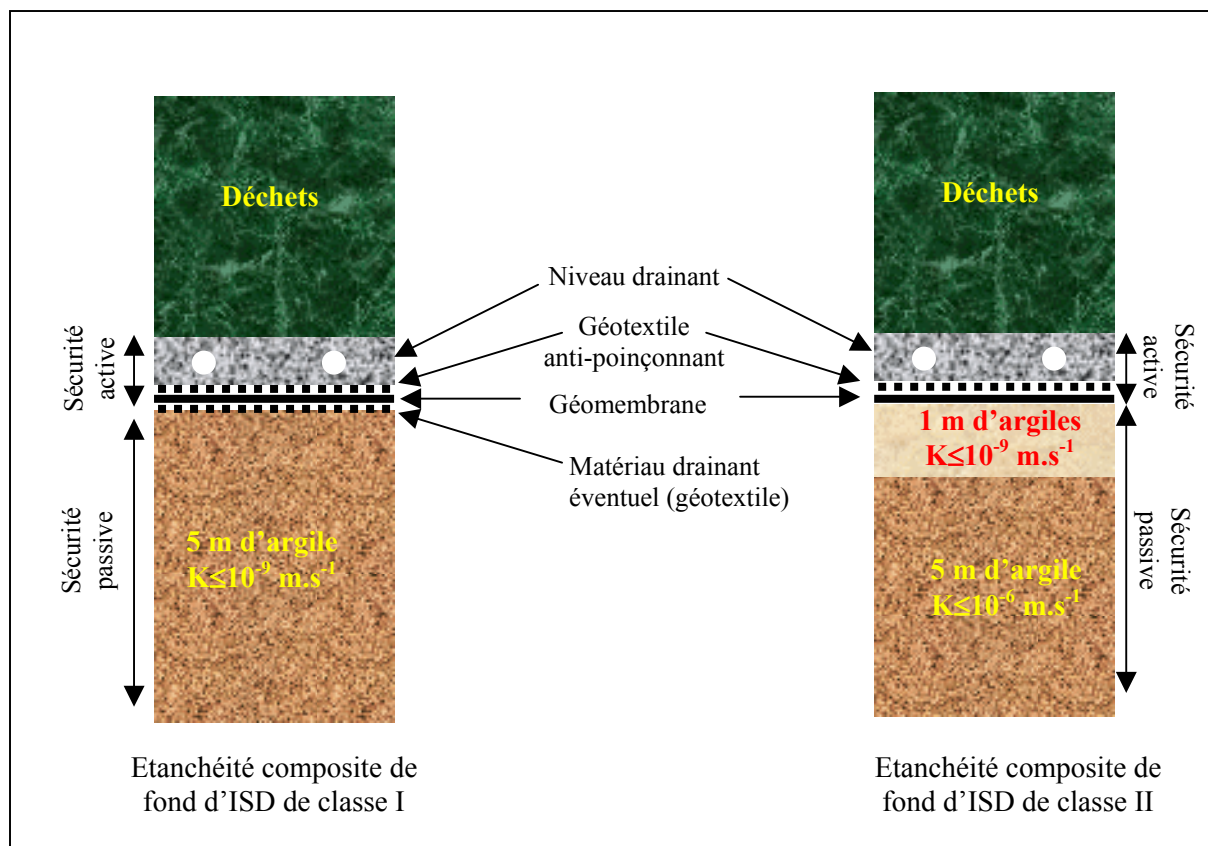 Déchets
Déchets
Niveau drainant
Géotextile
anti-poinçonnant
Géomembrane
Matériau drainant
éventuel (géotextile)
Sécurité
active
Sécurité
passive
5 m d'argile
K≤10⁻⁹ m.s⁻¹
Sécurité
active
1 m d'argiles
K≤10⁻⁹ m.s⁻¹
Sécurité
passive
5 m d'argile
K≤10⁻⁶ m.s⁻¹
Etanchéité composite de
fond d'ISD de classe I
Etanchéité composite de
fond d'ISD de classe II